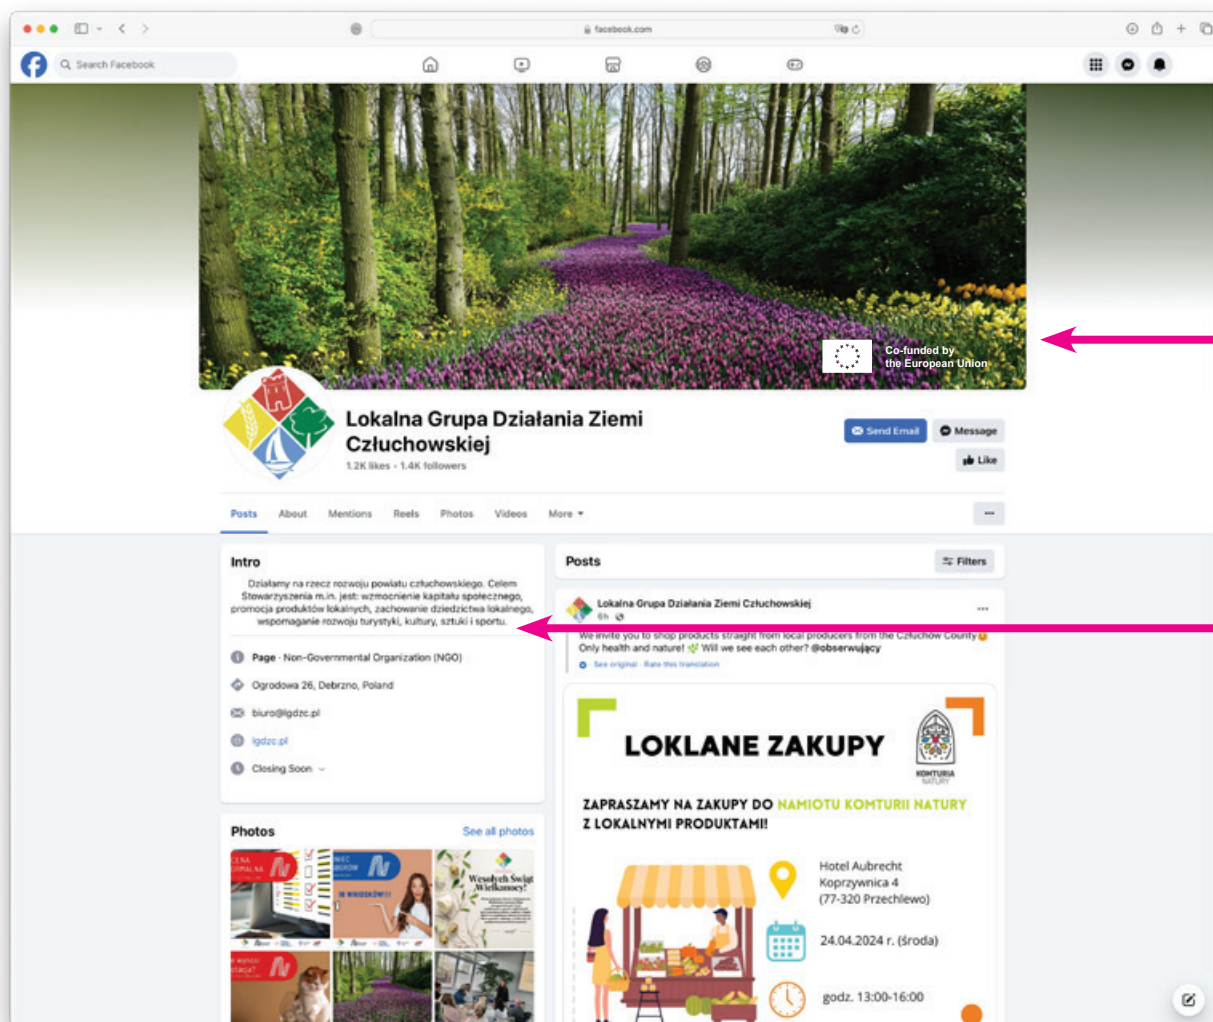 facebook.com
Search Facebook
Co-funded by
the European Union
Lokalna Grupa Działania Ziemi
Człuchowskiej
1.2K likes • 1.4K followers
Send Email
Message
Like
Posts
About
Mentions
Reels
Photos
Videos
More
Intro
Działamy na rzecz rozwoju powiatu człuchowskiego. Celem
Stowarzyszenia m.in. jest: wzmocnienie kapitału społecznego,
promocja produktów lokalnych, zachowanie dziedzictwa lokalnego,
wspomaganie rozwoju turystyki, kultury, sztuki i sportu.
Page · Non-Governmental Organization (NGO)
Ogrodowa 26, Debrzno, Poland
biuro@lgdzc.pl
lgdzc.pl
Closing Soon
Photos
See all photos
WNIOSKÓW!!!
Wesołych Świąt
Wielkanocy!
Posts
Filters
Lokalna Grupa Działania Ziemi Człuchowskiej
6h
We invite you to shop products straight from local producers from the Człuchów County
Only health and nature! Will we see each other? @obserwujący
See original · Rate this translation
LOKLANE ZAKUPY
KOMTURIA
NATURY
ZAPRASZAMY NA ZAKUPY DO NAMIOTU KOMTURII NATURY
Z LOKALNYMI PRODUKTAMI!
Hotel Aubrecht
Koprzywnica 4
(77-320 Przechlewo)
24.04.2024 r. (środa)
godz. 13:00-16:00